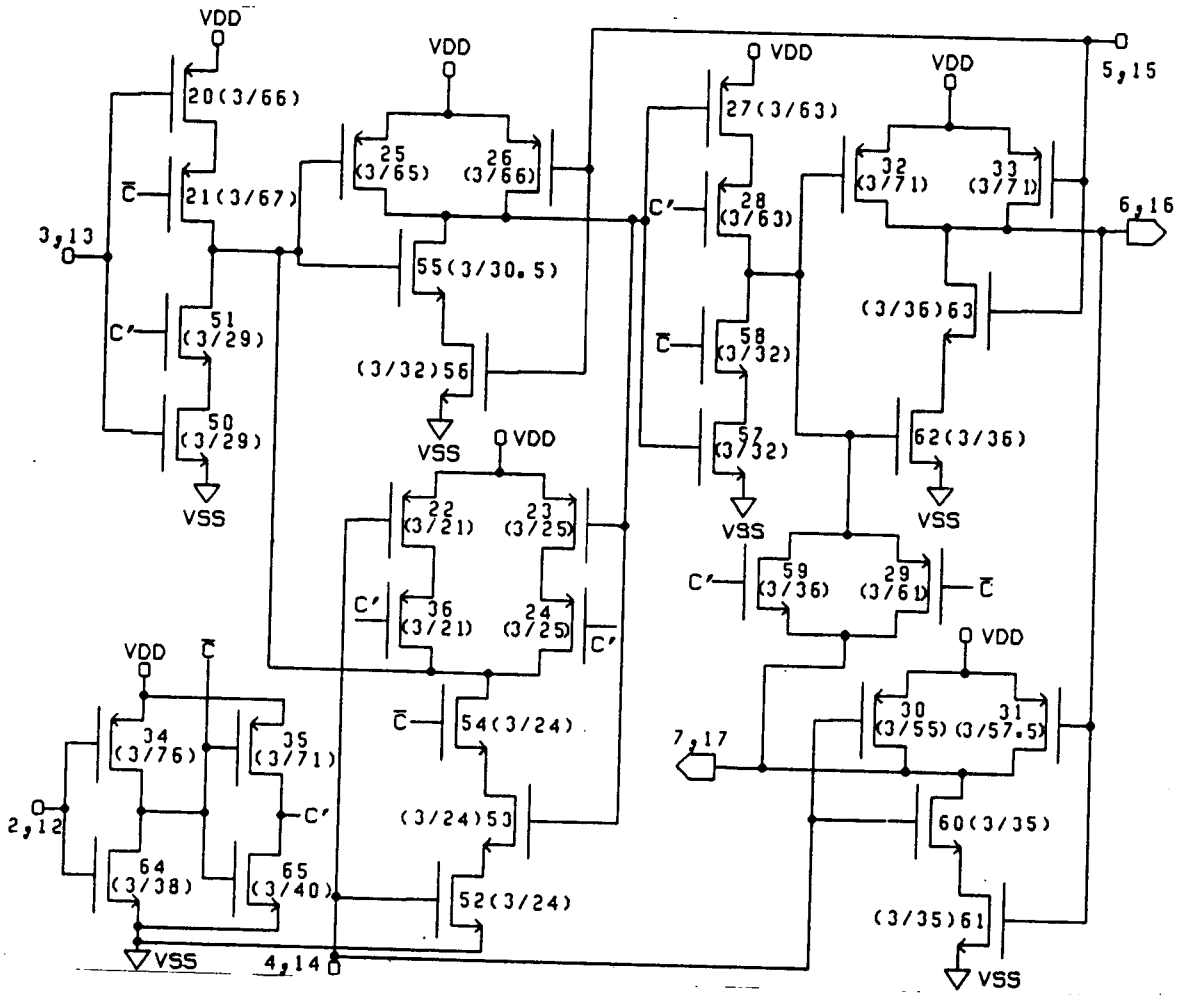 VDD
20(3/66)
C̅
21(3/67)
3,13
C'
51
(3/29)
50
(3/29)
VSS
VDD
25
(3/65)
26
(3/66)
55(3/30.5)
(3/32)56
VSS
VDD
22
(3/21)
23
(3/25)
C'
36
(3/21)
24
(3/25)
C'
C̅
54(3/24)
(3/24)53
52(3/24)
4,14
VDD
C̅
34
(3/76)
35
(3/71)
2,12
C'
64
(3/38)
65
(3/40)
VSS
VDD
27(3/63)
C'
28
(3/63)
C̅
58
(3/32)
57
(3/32)
VSS
5,15
VDD
32
(3/71)
33
(3/71)
6,16
(3/36)63
62(3/36)
VSS
C'
59
(3/36)
29
(3/61)
C̅
VDD
30
(3/55)
31
(3/57.5)
7,17
60(3/35)
(3/35)61
VSS